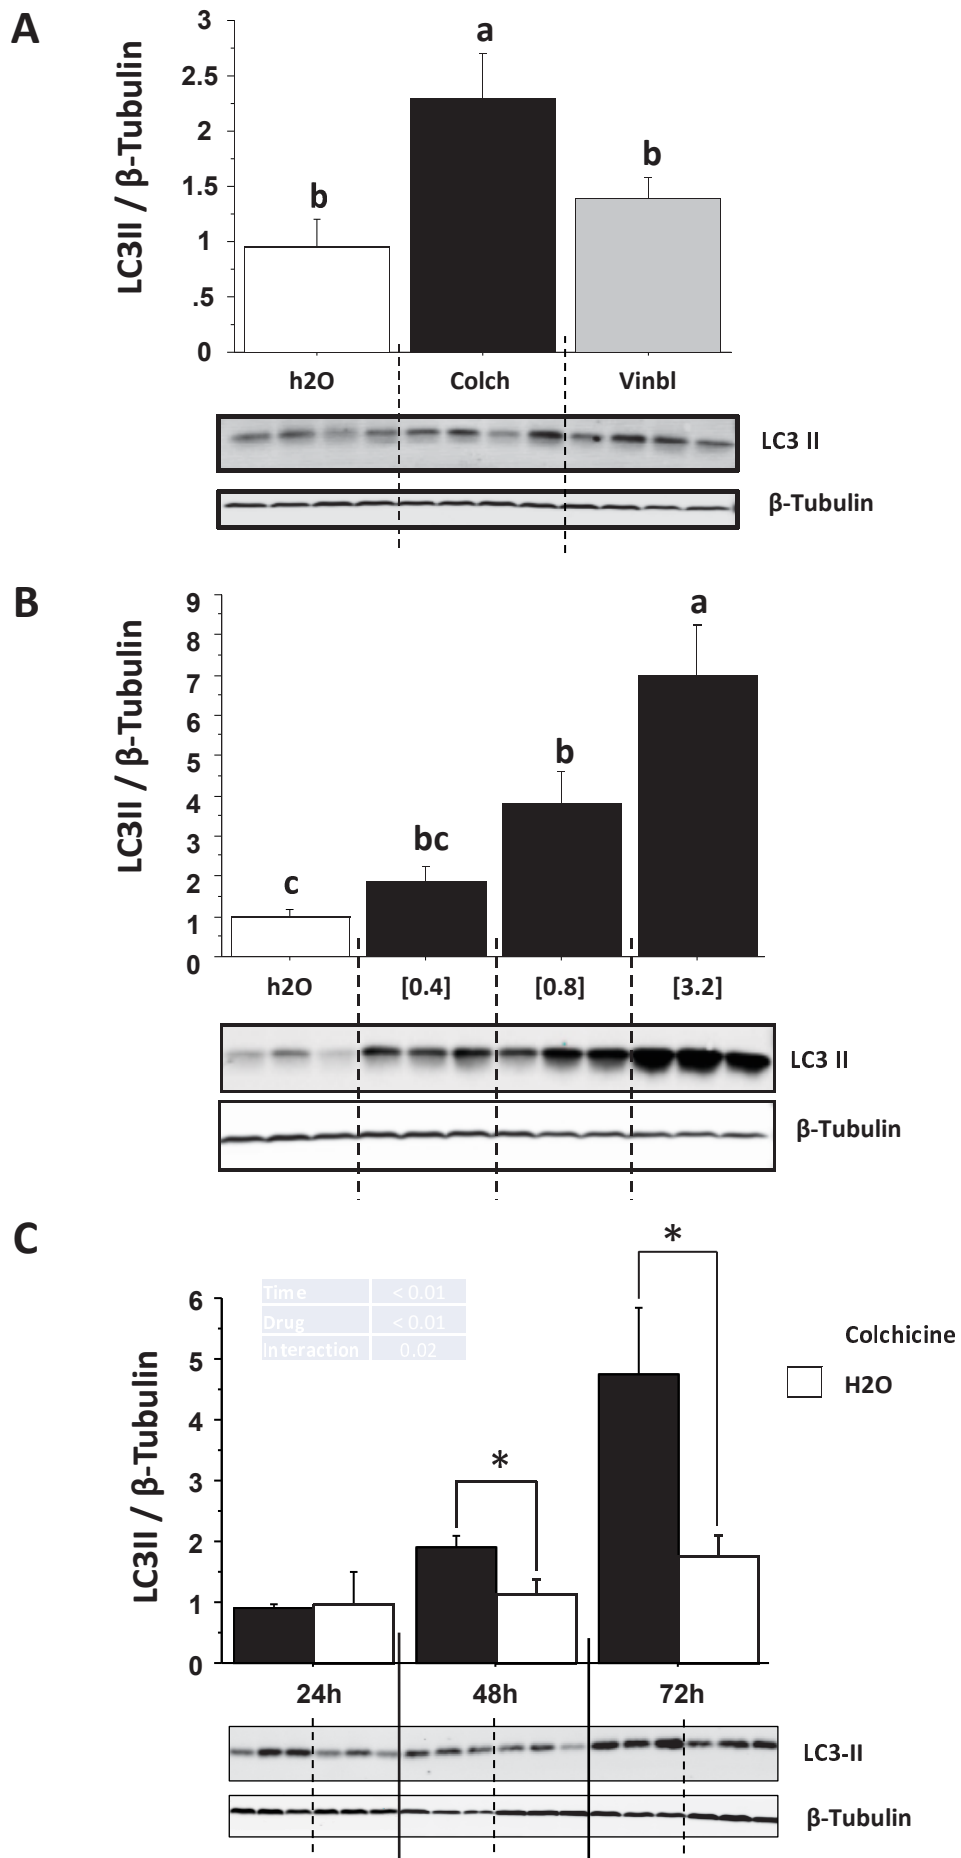 A
LC3II / β-Tubulin
3
2.5
2
1.5
1
.5
0
b
a
b
h2O Colch Vinbl
LC3 II
β-Tubulin
B
LC3II / β-Tubulin
9
8
7
6
5
4
3
2
1
0
c
bc
b
a
h2O [0.4] [0.8] [3.2]
LC3 II
β-Tubulin
C
LC3II / β-Tubulin
6
5
4
3
2
1
0
Time < 0.01
Drug < 0.01
Interaction 0.02
*
*
Colchicine
H2O
24h 48h 72h
LC3-II
β-Tubulin